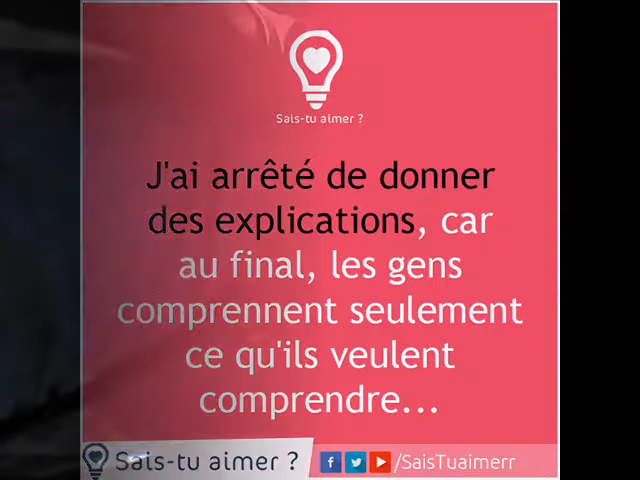 Sais-tu aimer ?
J'ai arrêté de donner
des explications, car
au final, les gens
comprennent seulement
ce qu'ils veulent
comprendre...
Sais-tu aimer ? /SaisTuaimerr